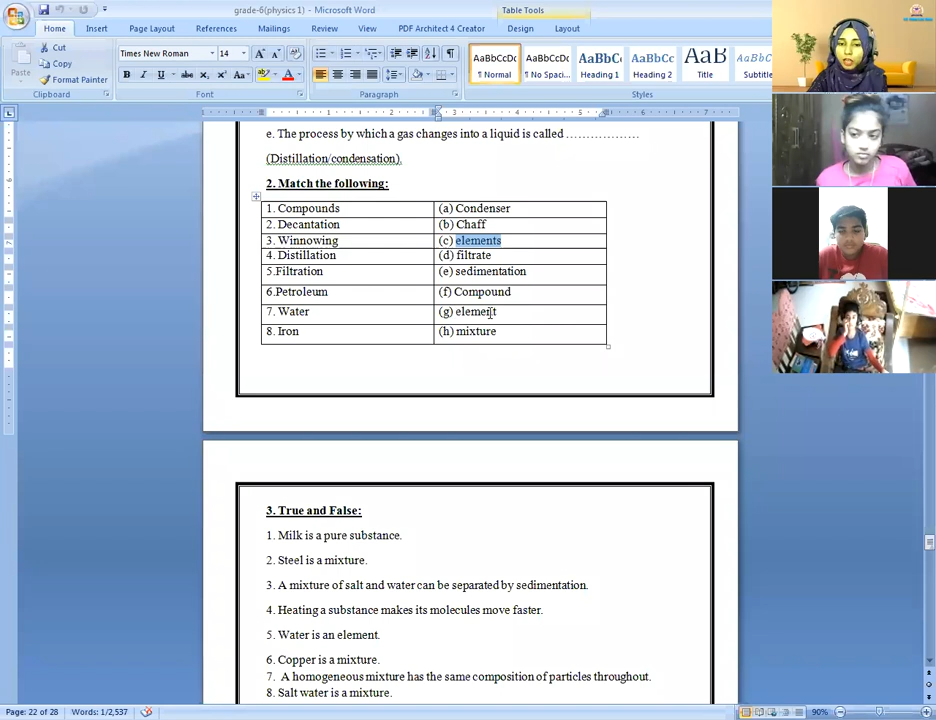 grade-6(physics 1) - Microsoft Word
Table Tools
Home Insert Page Layout References Mailings Review View PDF Architect 4 Creator Design Layout
Paste
Cut
Copy
Format Painter
Clipboard
Times New Roman 14
Font
Paragraph
AaBbCcDc AaBbCcDc AaBbC AaBbCc AaB AaBbCc
¶ Normal ¶ No Spaci... Heading 1 Heading 2 Title Subtitle
Styles
e. The process by which a gas changes into a liquid is called ..................
(Distillation/condensation).
2. Match the following:
1. Compounds (a) Condenser
2. Decantation (b) Chaff
3. Winnowing (c) elements
4. Distillation (d) filtrate
5.Filtration (e) sedimentation
6.Petroleum (f) Compound
7. Water (g) element
8. Iron (h) mixture
3. True and False:
1. Milk is a pure substance.
2. Steel is a mixture.
3. A mixture of salt and water can be separated by sedimentation.
4. Heating a substance makes its molecules move faster.
5. Water is an element.
6. Copper is a mixture.
7. A homogeneous mixture has the same composition of particles throughout.
8. Salt water is a mixture.
Page: 22 of 28 Words: 1/2,537 90%